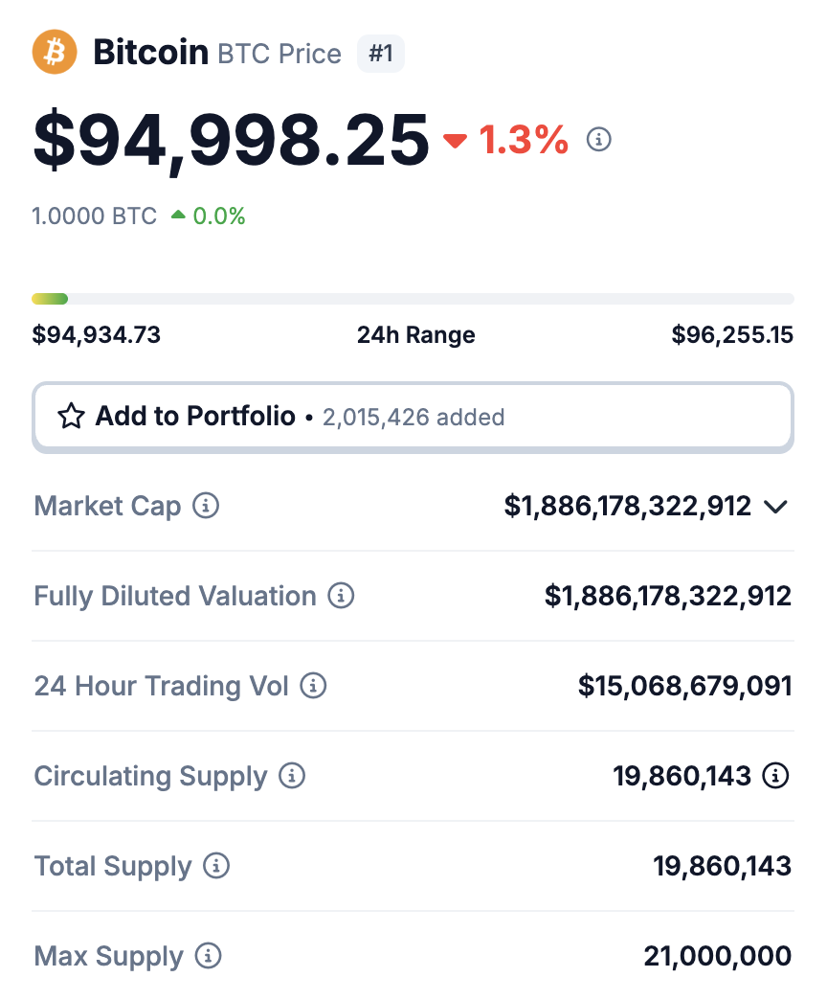 Bitcoin BTC Price #1
$94,998.25 ▼ 1.3%
1.0000 BTC ▲ 0.0%
$94,934.73 24h Range $96,255.15
Add to Portfolio • 2,015,426 added
Market Cap $1,886,178,322,912
Fully Diluted Valuation $1,886,178,322,912
24 Hour Trading Vol $15,068,679,091
Circulating Supply 19,860,143
Total Supply 19,860,143
Max Supply 21,000,000